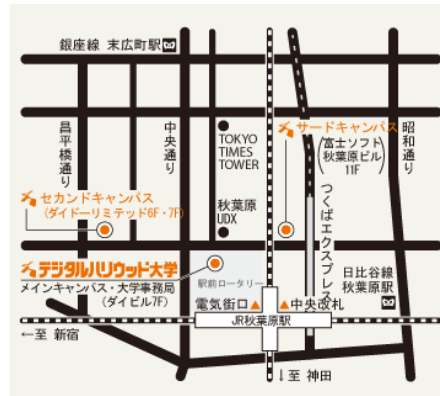 銀座線 末広町駅
昌平橋通り
中央通り
TOKYO
TIMES
TOWER
サードキャンパス
(富士ソフト
秋葉原ビル
11F)
昭和通り
セカンドキャンパス
(ダイドーリミテッド6F・7F)
秋葉原
UDX
つくばエクスプレス
デジタルハリウッド大学
メインキャンパス・大学事務局
(ダイビル7F)
駅前ロータリー
日比谷線
秋葉原駅
電気街口▲
▲中央改札
JR秋葉原駅
←至 新宿
↓至 神田